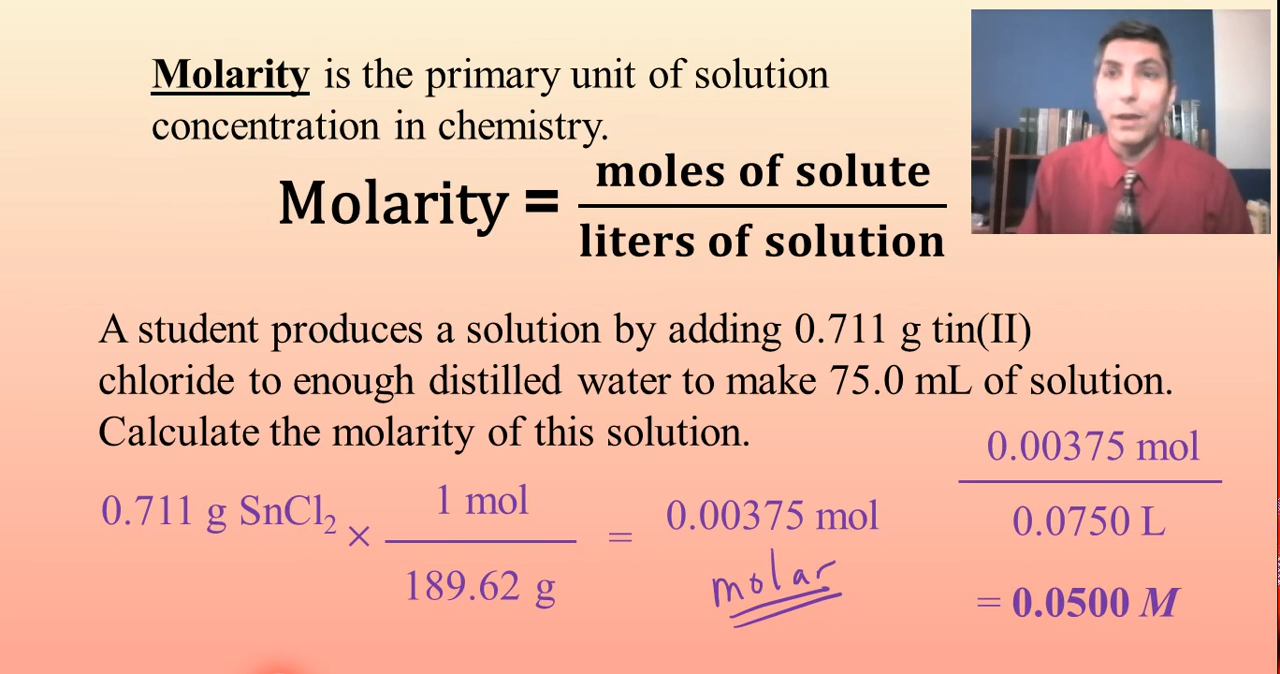 Molarity is the primary unit of solution
concentration in chemistry.
Molarity = moles of solute
liters of solution
A student produces a solution by adding 0.711 g tin(II)
chloride to enough distilled water to make 75.0 mL of solution.
Calculate the molarity of this solution.
0.711 g SnCl₂ × 1 mol
189.62 g
= 0.00375 mol
molar
0.00375 mol
0.0750 L
= 0.0500 M